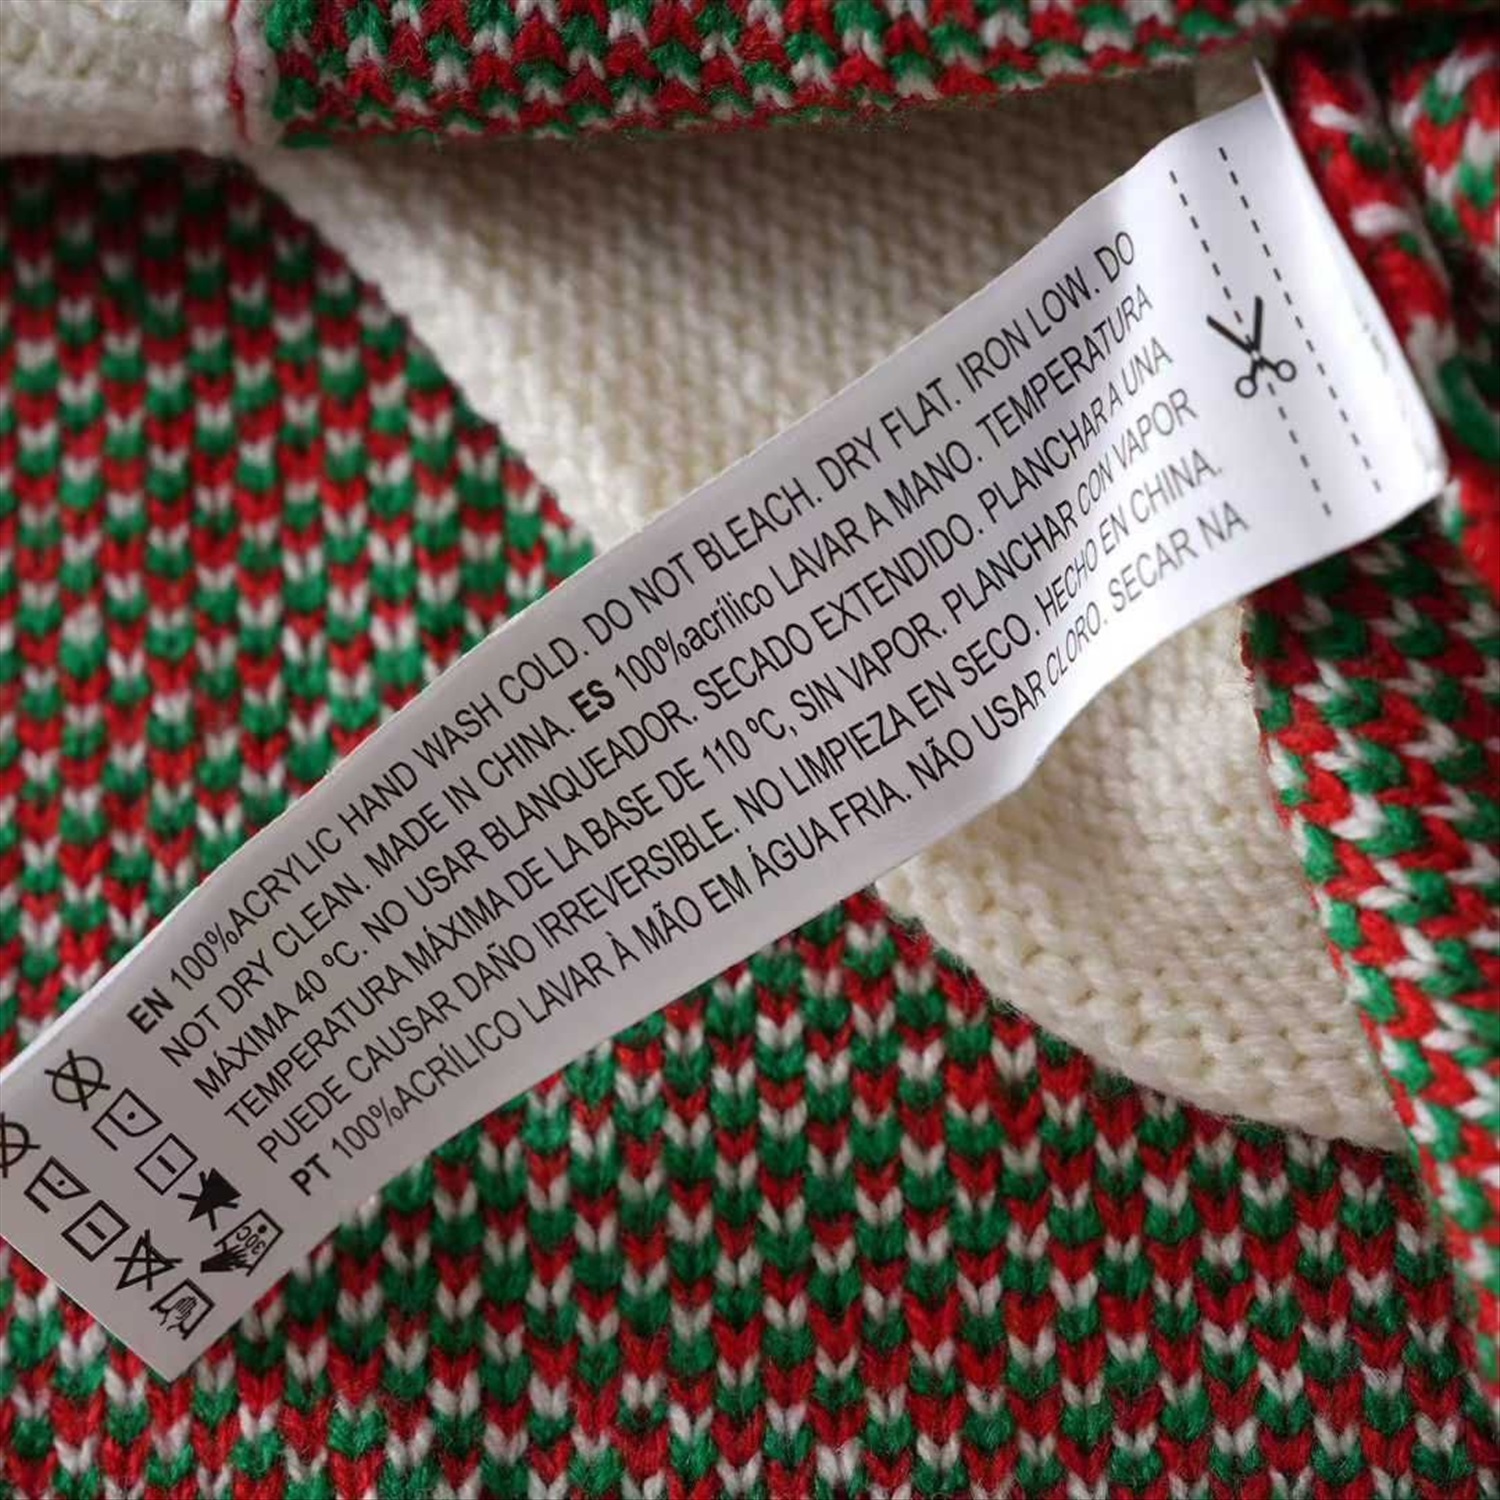 EN 100%ACRYLIC HAND WASH COLD. DO NOT BLEACH. DRY FLAT. IRON LOW. DO
NOT DRY CLEAN. MADE IN CHINA. ES 100%acrílico LAVAR A MANO. TEMPERATURA
MÁXIMA 40 ºC. NO USAR BLANQUEADOR. SECADO EXTENDIDO. PLANCHAR A UNA
TEMPERATURA MÁXIMA DE LA BASE DE 110 ºC, SIN VAPOR. PLANCHAR CON VAPOR
PUEDE CAUSAR DAÑO IRREVERSIBLE. NO LIMPIEZA EN SECO. HECHO EN CHINA.
PT 100%ACRÍLICO LAVAR À MÃO EM ÁGUA FRIA. NÃO USAR CLORO. SECAR NA
30C